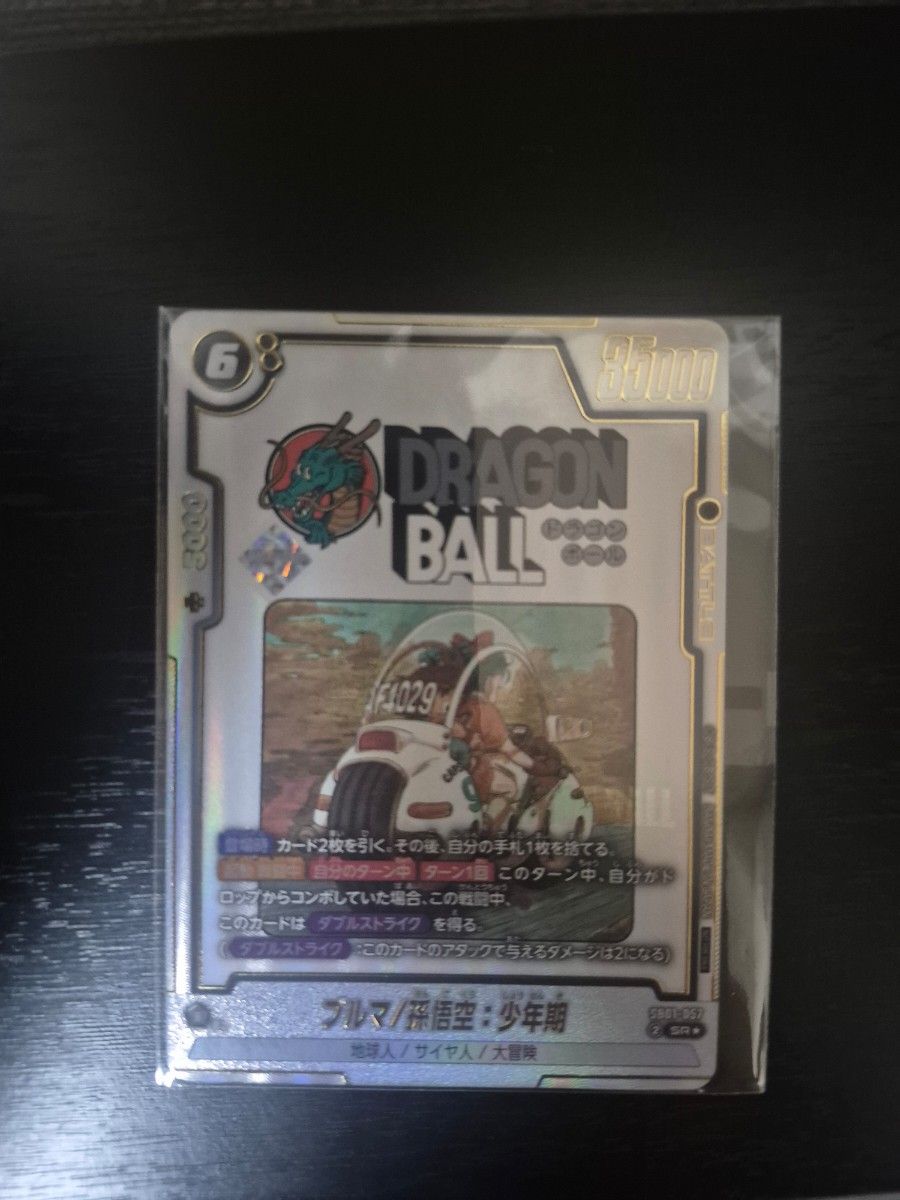 6 8
35000
DRAGON
BALL
ドラゴン
ボール
5000
BATTLE
F4029
登場時 カード2枚を引く。その後、自分の手札1枚を捨てる。
自分のターン中 ターン1回 このターン中、自分がド
ロップからコンボしていた場合、この戦闘中、
このカードは ダブルストライク を得る。
( ダブルストライク :このカードのアタックで与えるダメージは2になる)
ブルマ/孫悟空:少年期
SB01-057
2 SR★
地球人 / サイヤ人 / 大冒険